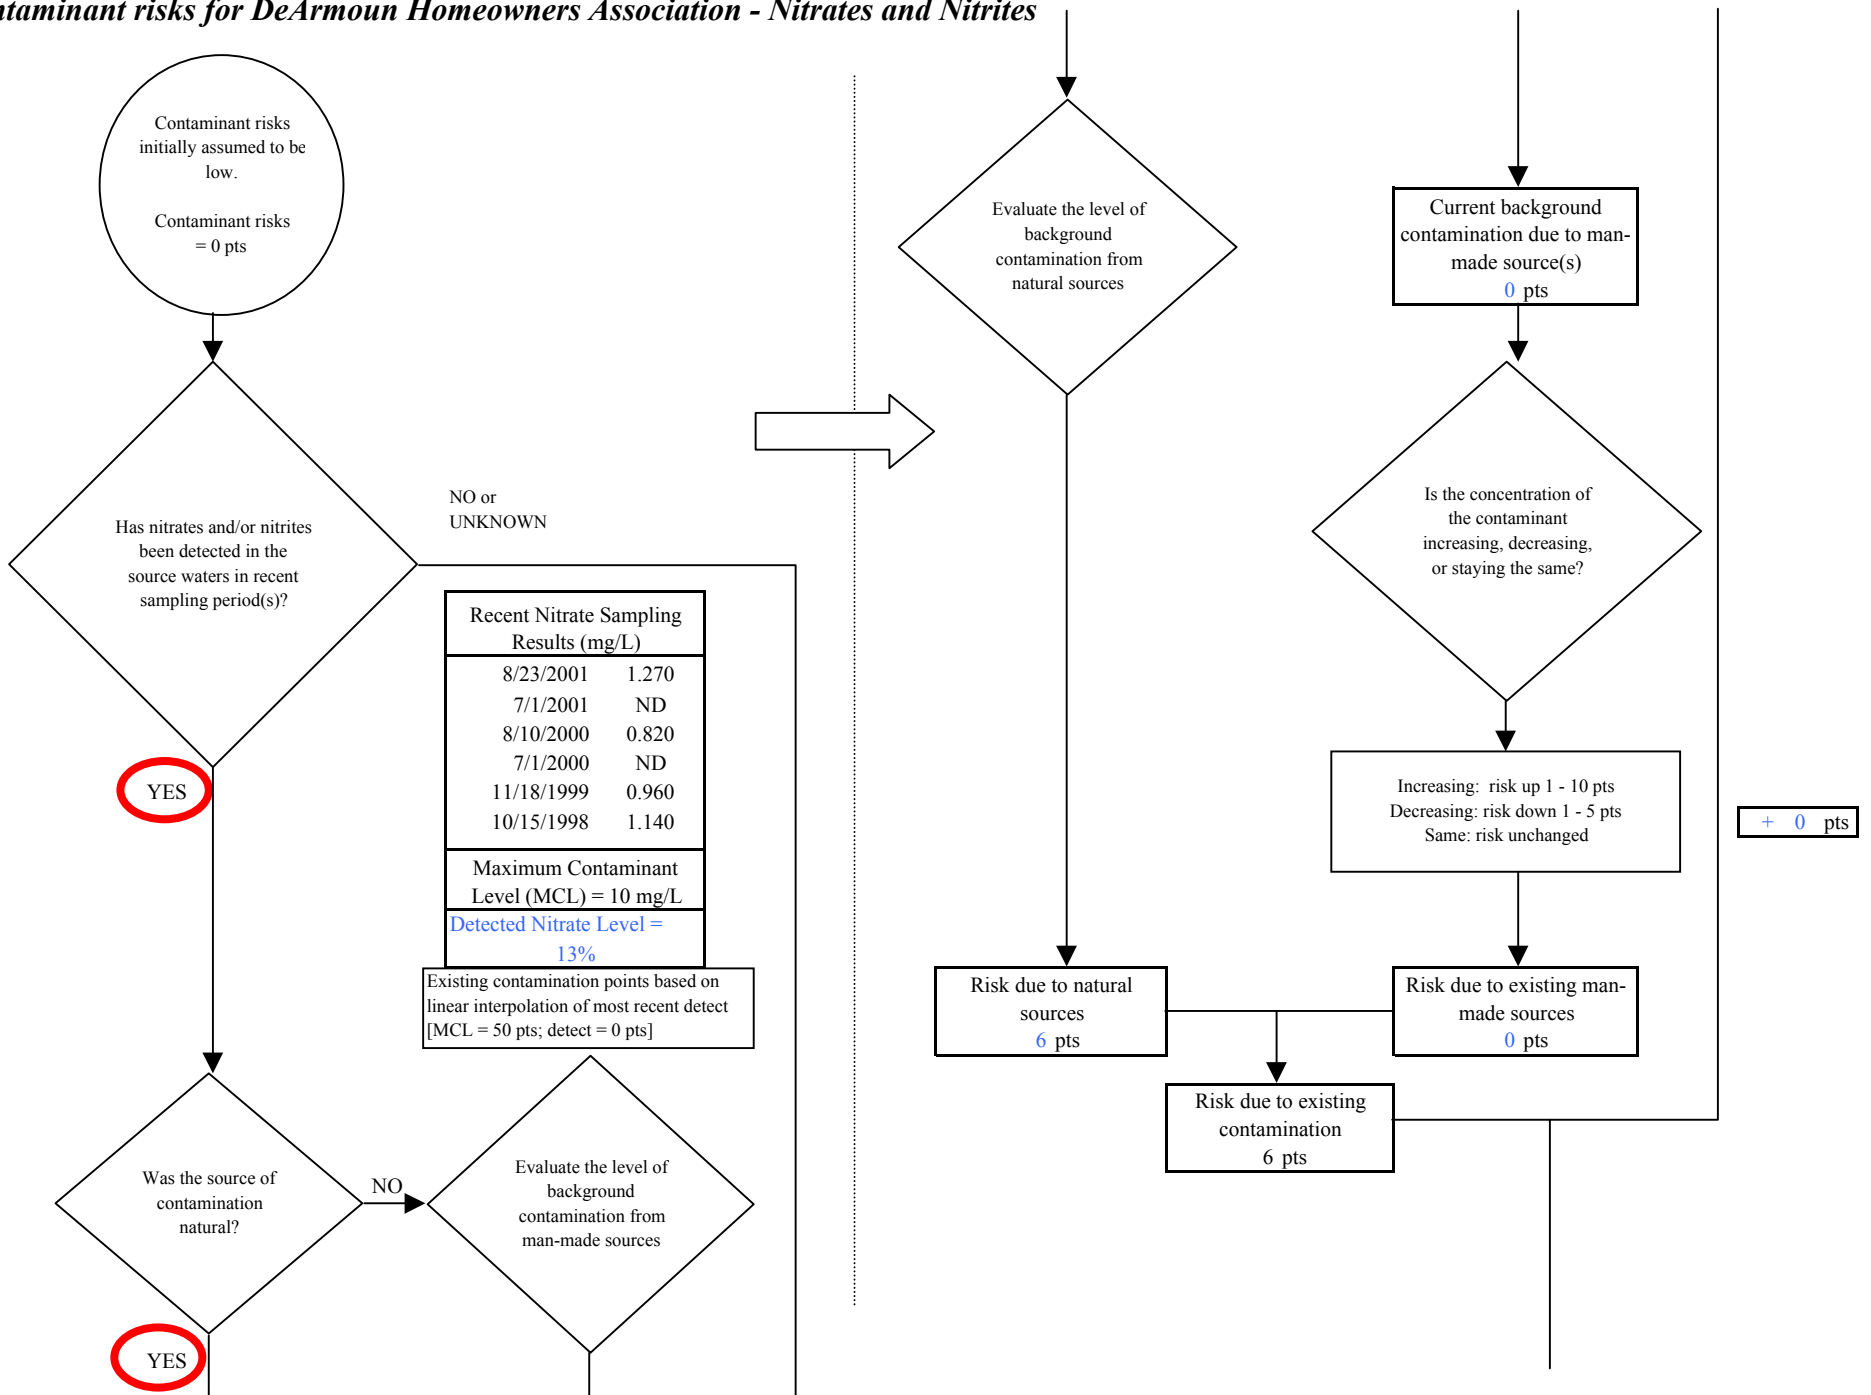 ntaminant risks for DeArmoun Homeowners Association - Nitrates and Nitrites
Contaminant risks
initially assumed to be
low.
Contaminant risks
= 0 pts
Has nitrates and/or nitrites
been detected in the
source waters in recent
sampling period(s)?
NO or
UNKNOWN
YES
Recent Nitrate Sampling
Results (mg/L)
8/23/2001 1.270
7/1/2001 ND
8/10/2000 0.820
7/1/2000 ND
11/18/1999 0.960
10/15/1998 1.140
Maximum Contaminant
Level (MCL) = 10 mg/L
Detected Nitrate Level =
13%
Existing contamination points based on
linear interpolation of most recent detect
[MCL = 50 pts; detect = 0 pts]
Was the source of
contamination
natural?
NO
Evaluate the level of
background
contamination from
man-made sources
YES
Evaluate the level of
background
contamination from
natural sources
Current background
contamination due to man-
made source(s)
0 pts
Is the concentration of
the contaminant
increasing, decreasing,
or staying the same?
Increasing: risk up 1 - 10 pts
Decreasing: risk down 1 - 5 pts
Same: risk unchanged
+ 0 pts
Risk due to natural
sources
6 pts
Risk due to existing man-
made sources
0 pts
Risk due to existing
contamination
6 pts